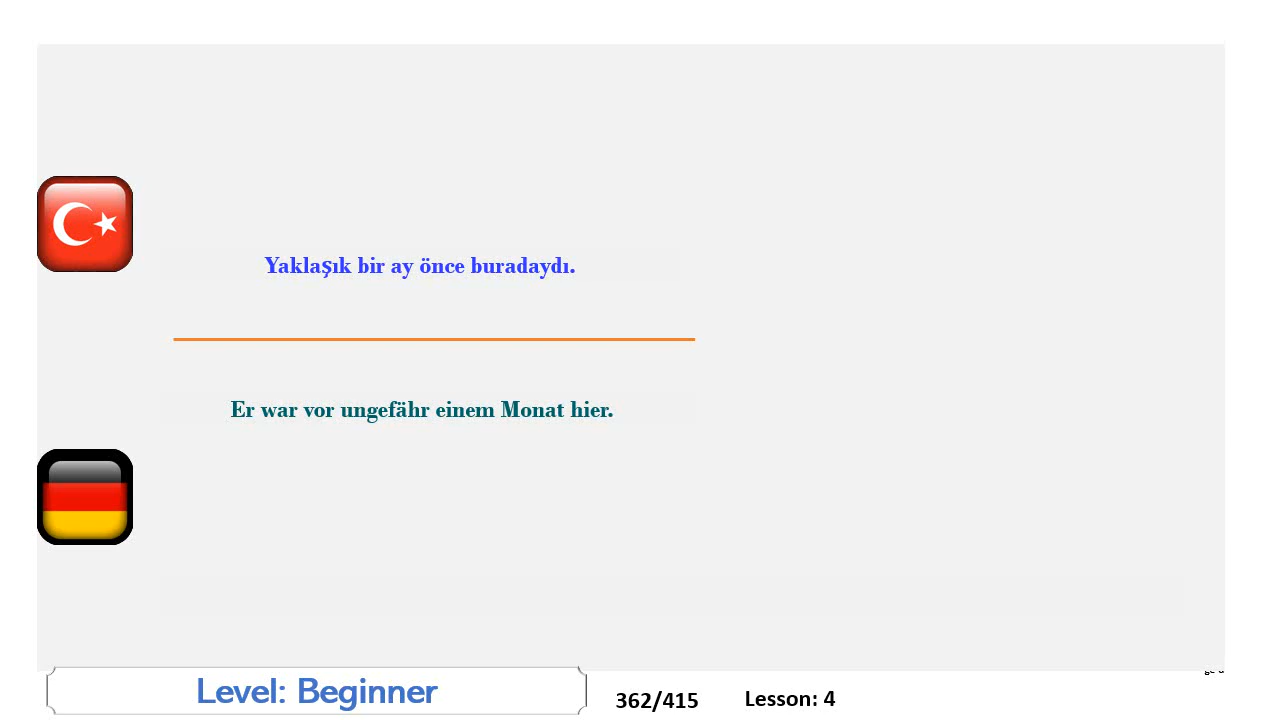 Yaklaşık bir ay önce buradaydı.
Er war vor ungefähr einem Monat hier.
Level: Beginner
362/415
Lesson: 4